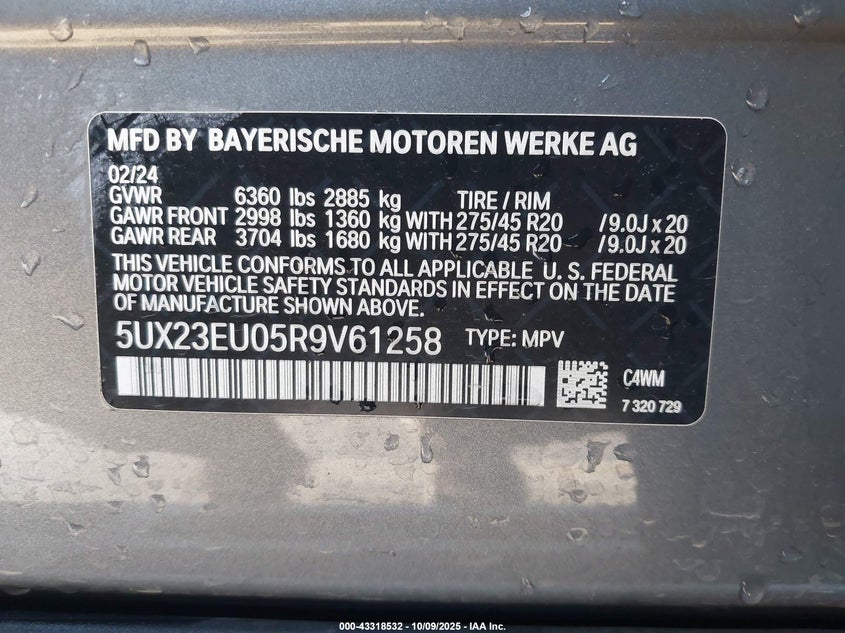 MFD BY BAYERISCHE MOTOREN WERKE AG
02/24
GVWR 6360 lbs 2885 kg TIRE / RIM
GAWR FRONT 2998 lbs 1360 kg WITH 275/45 R20 /9.0J x 20
GAWR REAR 3704 lbs 1680 kg WITH 275/45 R20 /9.0J x 20
THIS VEHICLE CONFORMS TO ALL APPLICABLE U. S. FEDERAL
MOTOR VEHICLE SAFETY STANDARDS IN EFFECT ON THE DATE
OF MANUFACTURE SHOWN ABOVE.
5UX23EU05R9V61258 TYPE: MPV
C4WM
7 320 729
000-43318532 - 10/09/2025 - IAA Inc.